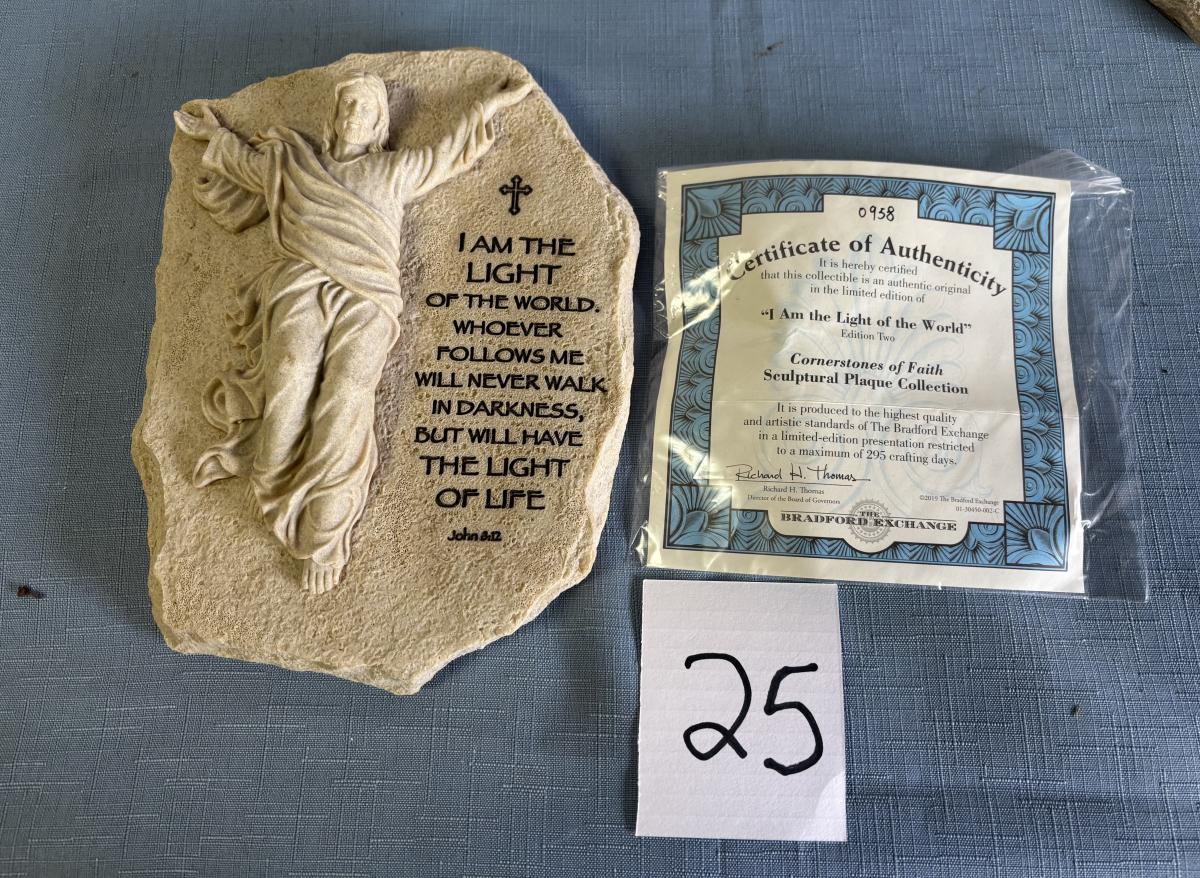 I AM THE
LIGHT
OF THE WORLD.
WHOEVER
FOLLOWS ME
WILL NEVER WALK
IN DARKNESS,
BUT WILL HAVE
THE LIGHT
OF LIFE
John 8:12
0958
Certificate of Authenticity
It is hereby certified
that this collectible is an authentic original
in the limited edition of
"I Am the Light of the World"
Edition Two
Cornerstones of Faith
Sculptural Plaque Collection
It is produced to the highest quality
and artistic standards of The Bradford Exchange
in a limited-edition presentation restricted
to a maximum of 295 crafting days.
Richard H. Thomas
Richard H. Thomas
Director of the Board of Governors
©2019 The Bradford Exchange
01-30450-002-C
THE
BRADFORD EXCHANGE
25